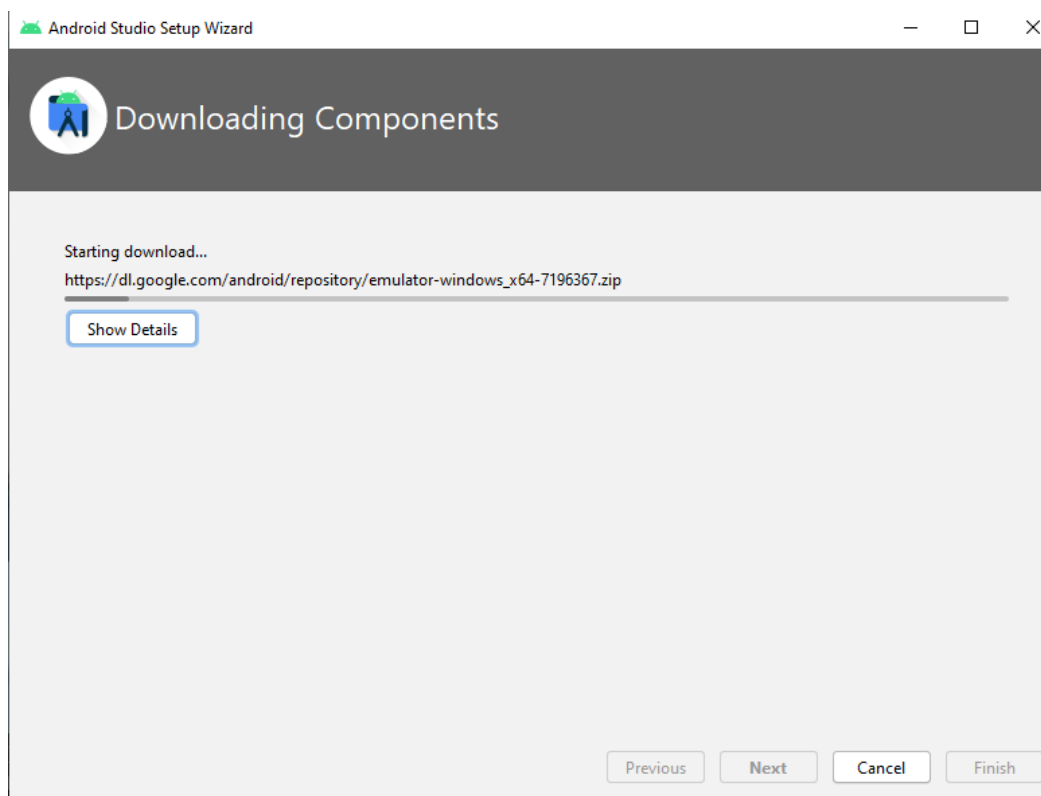 Android Studio Setup Wizard
Downloading Components
Starting download...
https://dl.google.com/android/repository/emulator-windows_x64-7196367.zip
Show Details
Previous
Next
Cancel
Finish